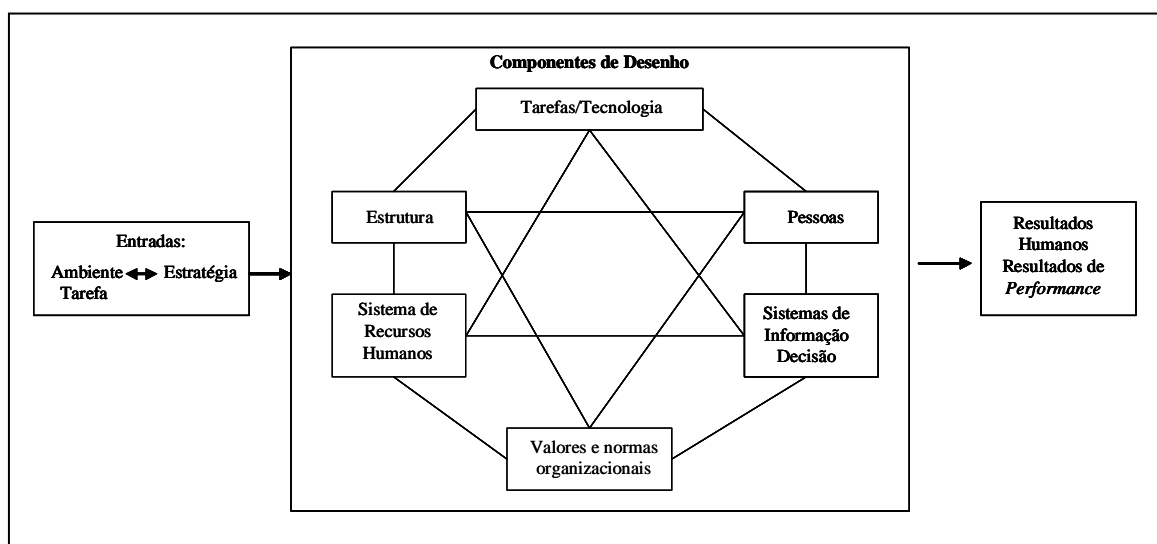 Componentes de Desenho
Tarefas/Tecnologia
Estrutura
Pessoas
Entradas:
Ambiente Estratégia
Tarefa
Sistema de
Recursos
Humanos
Sistemas de
Informação
Decisão
Valores e normas
organizacionais
Resultados
Humanos
Resultados de
Performance